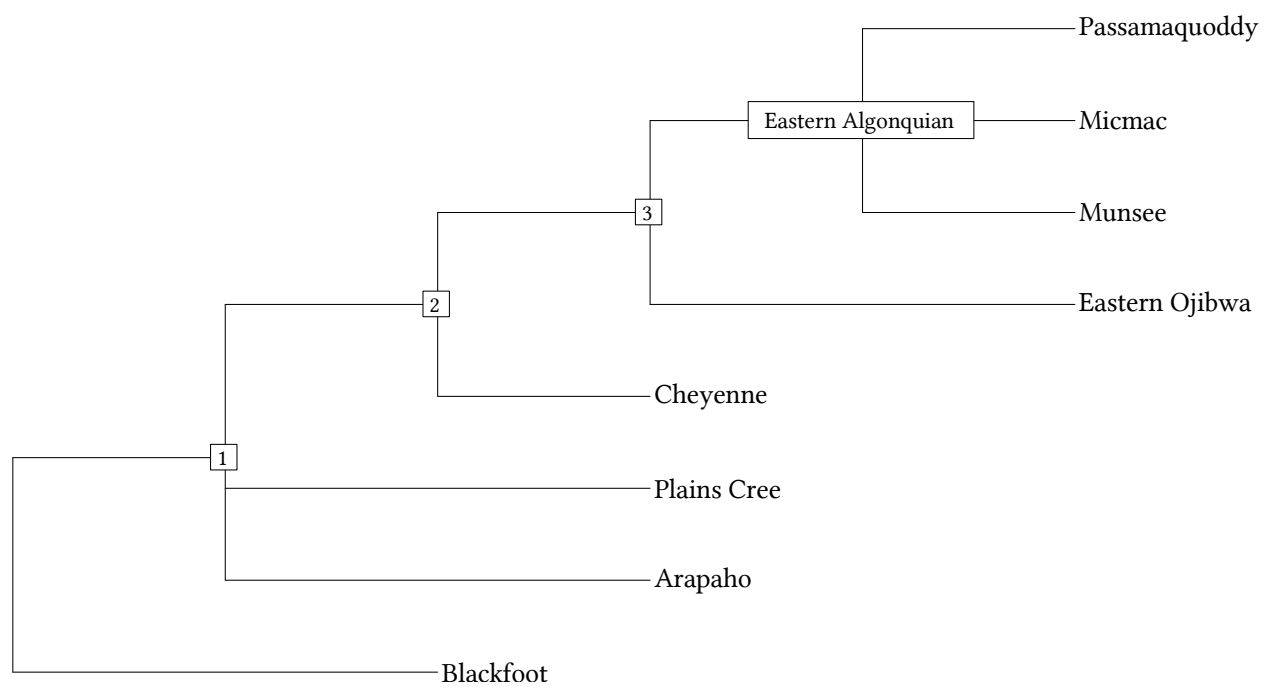 Passamaquoddy
Eastern Algonquian
Micmac
3
Munsee
2
Eastern Ojibwa
Cheyenne
1
Plains Cree
Arapaho
Blackfoot